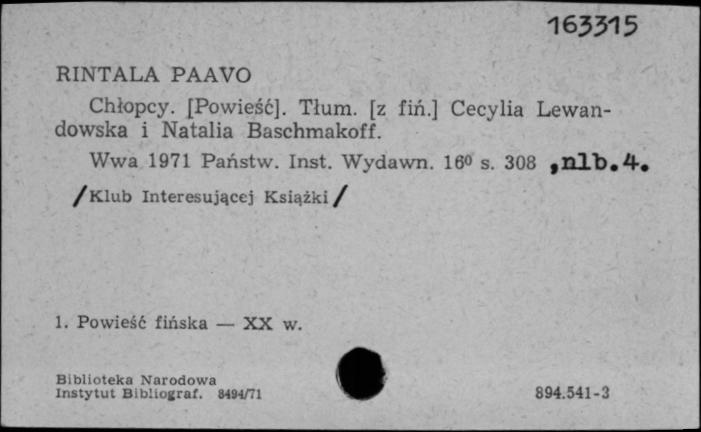 163315
RINTALA PAAVO
Chłopcy. [Powieść]. Tłum. [z fiń.] Cecylia Lewan-
dowska i Natalia Baschmakoff.
Wwa 1971 Państw. Inst. Wydawn. 16⁰ s. 308 ,nlb.4.
/Klub Interesującej Książki/
1. Powieść fińska — XX w.
Biblioteka Narodowa
Instytut Bibliograf. 8494/71
894.541-3